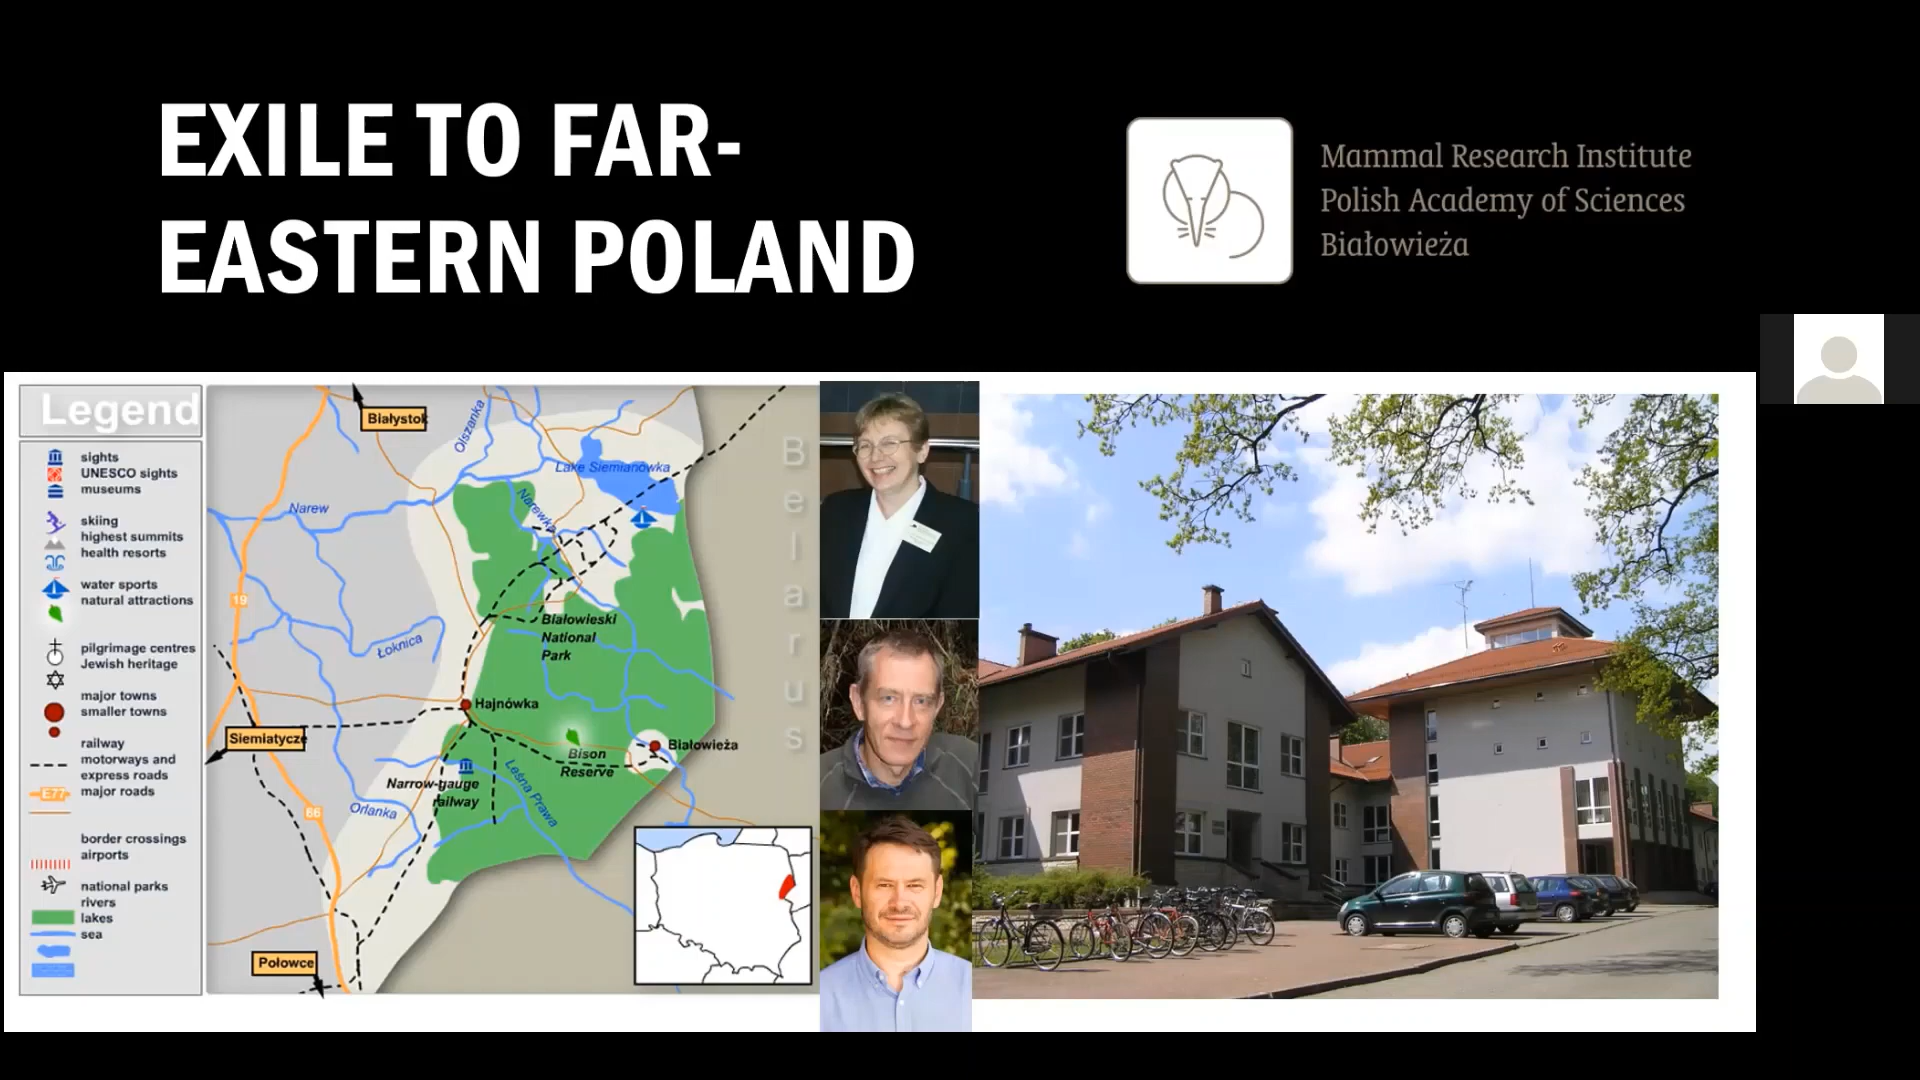 EXILE TO FAR-
EASTERN POLAND
Mammal Research Institute
Polish Academy of Sciences
Białowieża
Legend
sights
UNESCO sights
museums
skiing
highest summits
health resorts
water sports
natural attractions
pilgrimage centres
Jewish heritage
major towns
smaller towns
railway
motorways and
express roads
E77
major roads
border crossings
airports
national parks
rivers
lakes
sea
Białystok
Olszanka
Lake Siemianówka
Narew
Narewka
19
Białowieski
National
Park
Łoknica
Hajnówka
Siemiatycze
Bison
Reserve
Białowieża
Narrow-gauge
railway
Leśna Prawa
Orlanka
66
Połowce
Belarus